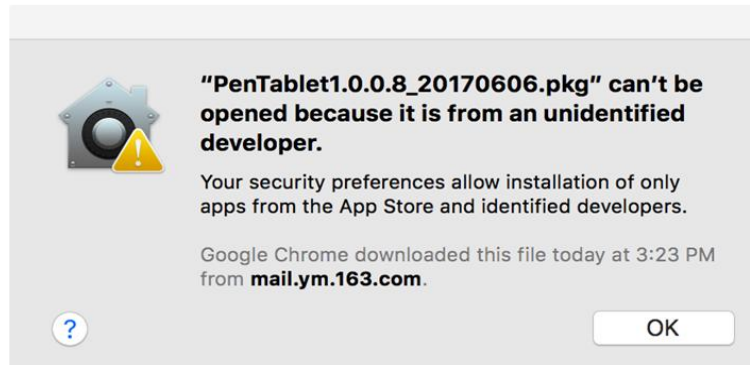 “PenTablet1.0.0.8_20170606.pkg” can’t be
opened because it is from an unidentified
developer.
Your security preferences allow installation of only
apps from the App Store and identified developers.
Google Chrome downloaded this file today at 3:23 PM
from mail.ym.163.com.
?
OK